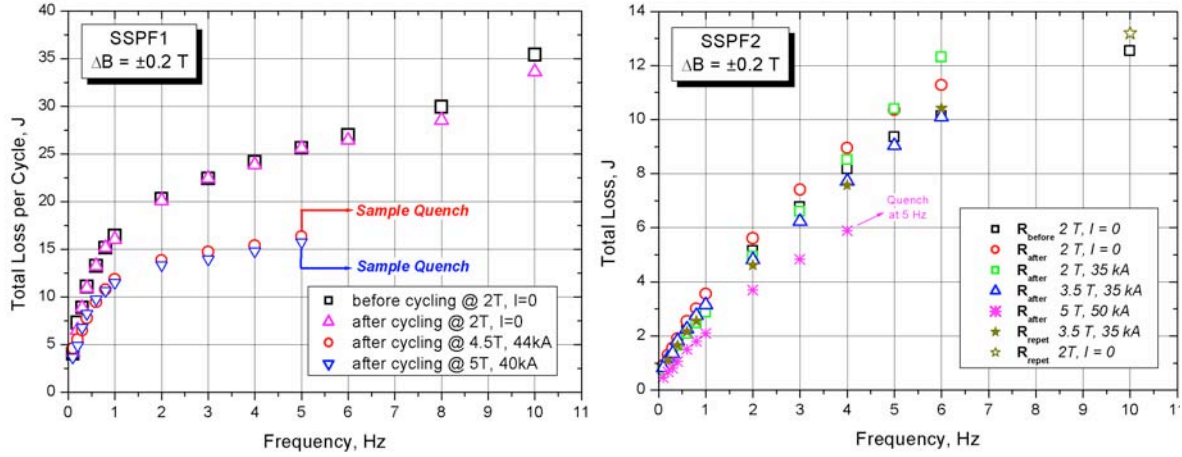 SSPF1
ΔB = ±0.2 T
Total Loss per Cycle, J
40
35
30
25
20
15
10
5
0
Sample Quench
Sample Quench
before cycling @ 2T, I=0
after cycling @ 2T, I=0
after cycling @ 4.5T, 44kA
after cycling @ 5T, 40kA
0 1 2 3 4 5 6 7 8 9 10 11
Frequency, Hz
SSPF2
ΔB = ±0.2 T
Total Loss, J
14
12
10
8
6
4
2
0
Quench
at 5 Hz
Rbefore 2 T, I = 0
Rafter 2 T, I = 0
Rafter 2 T, 35 kA
Rafter 3.5 T, 35 kA
Rafter 5 T, 50 kA
Rrepet 3.5 T, 35 kA
Rrepet 2T, I = 0
0 1 2 3 4 5 6 7 8 9 10 11
Frequency, Hz